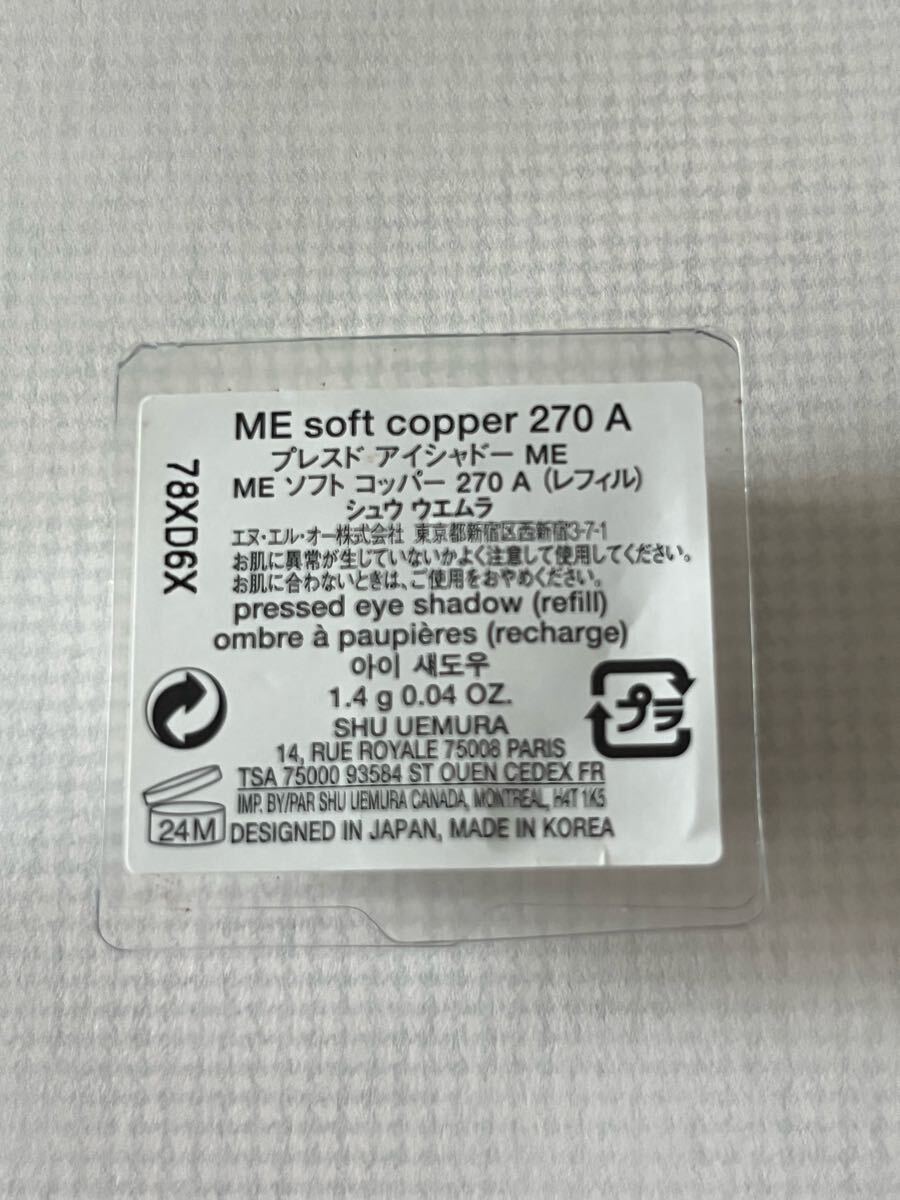 ME soft copper 270 A
プレスド アイシャドー ME
ME ソフト コッパー 270 A (レフィル)
シュウ ウエムラ
エヌ・エル・オー株式会社 東京都新宿区西新宿3-7-1
お肌に異常が生じていないかよく注意して使用してください。
お肌に合わないときは、ご使用をおやめください。
pressed eye shadow (refill)
ombre à paupières (recharge)
아이 섀도우
1.4 g 0.04 OZ.
SHU UEMURA
14, RUE ROYALE 75008 PARIS
TSA 75000 93584 ST OUEN CEDEX FR
IMP. BY/PAR SHU UEMURA CANADA, MONTREAL, H4T 1K5
DESIGNED IN JAPAN, MADE IN KOREA
78XD6X
プラ
24M